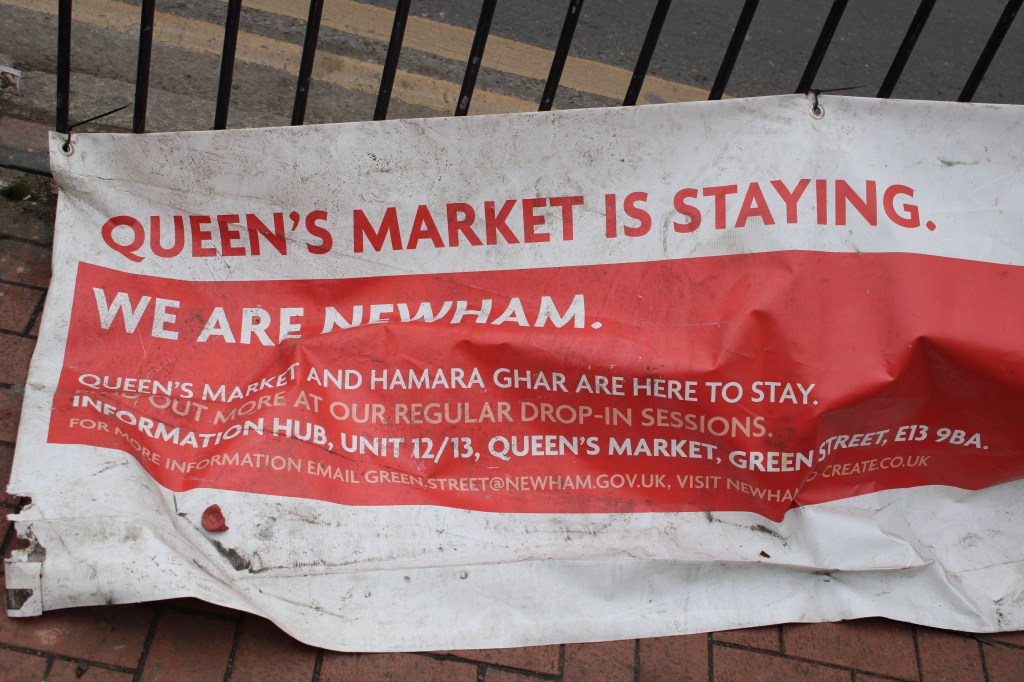 QUEEN'S MARKET IS STAYING.
WE ARE NEWHAM.
QUEEN'S MARKET AND HAMARA GHAR ARE HERE TO STAY.
OUT MORE AT OUR REGULAR DROP-IN SESSIONS.
INFORMATION HUB, UNIT 12/13, QUEEN'S MARKET, GREEN STREET, E13 9BA.
FOR MORE INFORMATION EMAIL GREEN.STREET@NEWHAM.GOV.UK, VISIT